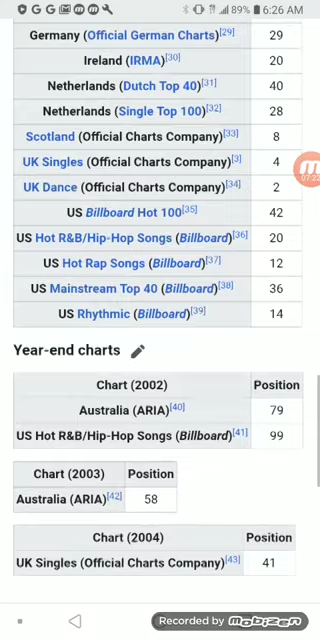 89% 6:26 AM
Germany (Official German Charts)[29] 29
Ireland (IRMA)[30] 20
Netherlands (Dutch Top 40)[31] 40
Netherlands (Single Top 100)[32] 28
Scotland (Official Charts Company)[33] 8
UK Singles (Official Charts Company)[3] 4
UK Dance (Official Charts Company)[34] 2
07:22
US Billboard Hot 100[35] 42
US Hot R&B/Hip-Hop Songs (Billboard)[36] 20
US Hot Rap Songs (Billboard)[37] 12
US Mainstream Top 40 (Billboard)[38] 36
US Rhythmic (Billboard)[39] 14
Year-end charts
Chart (2002) Position
Australia (ARIA)[40] 79
US Hot R&B/Hip-Hop Songs (Billboard)[41] 99
Chart (2003) Position
Australia (ARIA)[42] 58
Chart (2004) Position
UK Singles (Official Charts Company)[43] 41
Recorded by mobizen